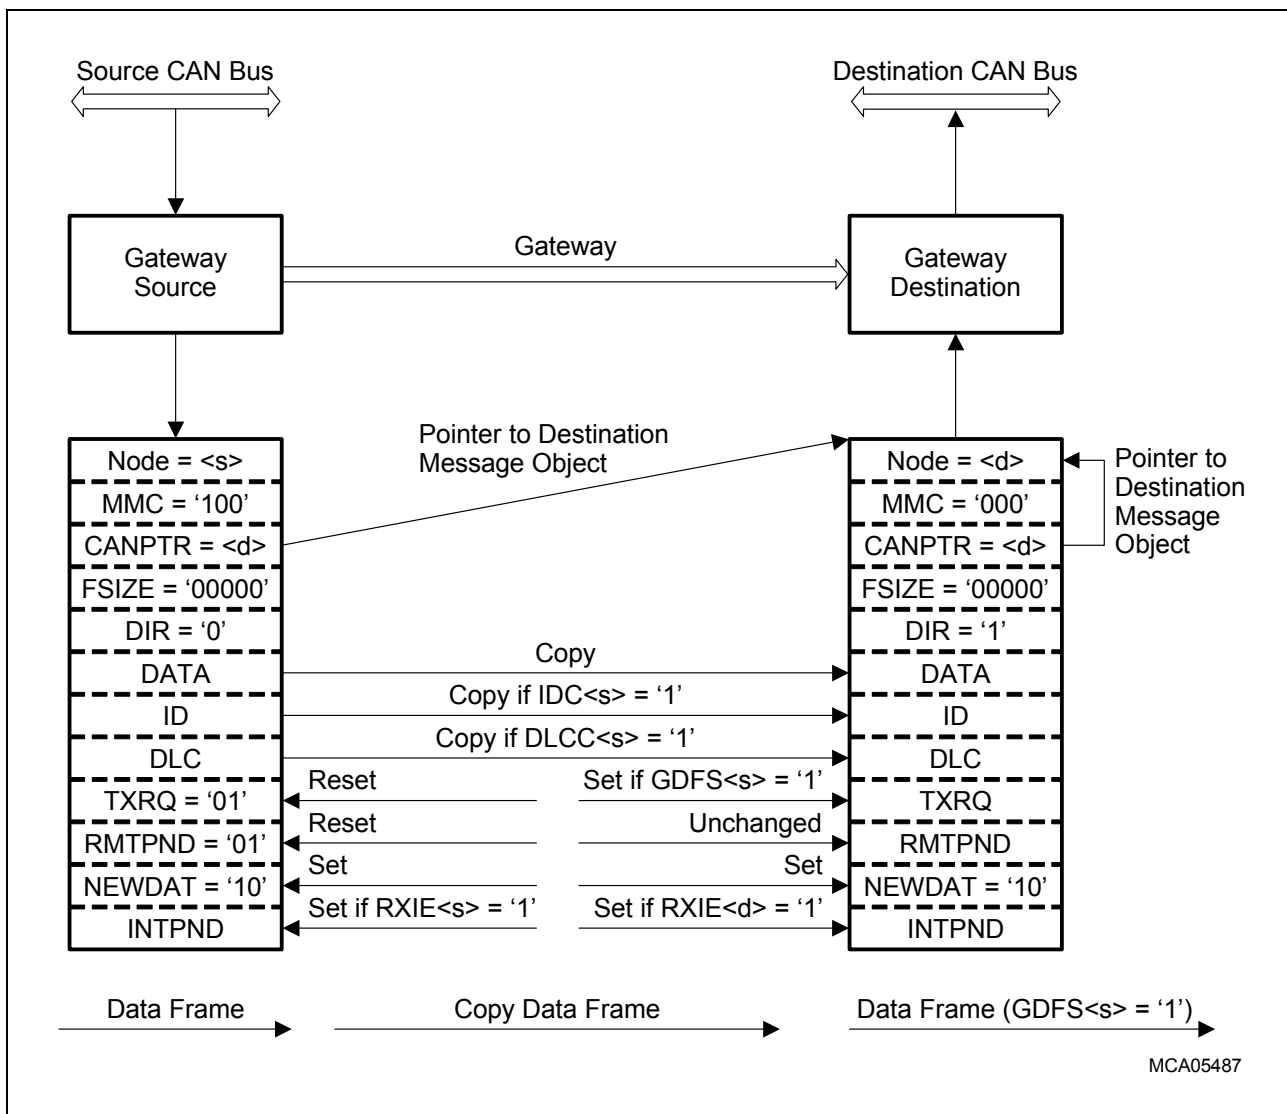 Source CAN Bus
Destination CAN Bus
Gateway
Source
Gateway
Gateway
Destination
Pointer to Destination
Message Object
Node = <s>
MMC = ‘100’
CANPTR = <d>
FSIZE = ‘00000’
DIR = ‘0’
DATA
ID
DLC
TXRQ = ‘01’
RMTPND = ‘01’
NEWDAT = ‘10’
INTPND
Copy
Copy if IDC<s> = ‘1’
Copy if DLCC<s> = ‘1’
Reset
Set if GDFS<s> = ‘1’
Reset
Unchanged
Set
Set
Set if RXIE<s> = ‘1’
Set if RXIE<d> = ‘1’
Node = <d>
MMC = ‘000’
CANPTR = <d>
FSIZE = ‘00000’
DIR = ‘1’
DATA
ID
DLC
TXRQ
RMTPND
NEWDAT = ‘10’
INTPND
Pointer to
Destination
Message
Object
Data Frame
Copy Data Frame
Data Frame (GDFS<s> = ‘1’)
MCA05487